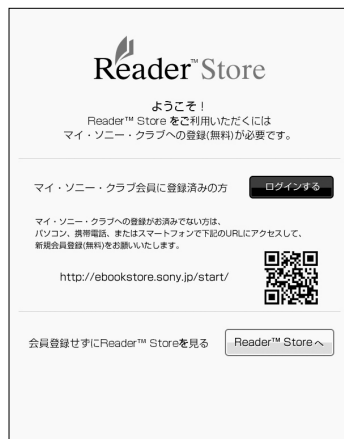 Reader™ Store
ようこそ！
Reader™ Store をご利用いただくには
マイ・ソニー・クラブへの登録(無料)が必要です。
マイ・ソニー・クラブ会員に登録済みの方
ログインする
マイ・ソニー・クラブへの登録がお済みでない方は、
パソコン、携帯電話、またはスマートフォンで下記のURLにアクセスして、
新規会員登録(無料)をお願いいたします。
http://ebookstore.sony.jp/start/
会員登録せずにReader™ Storeを見る
Reader™ Store へ